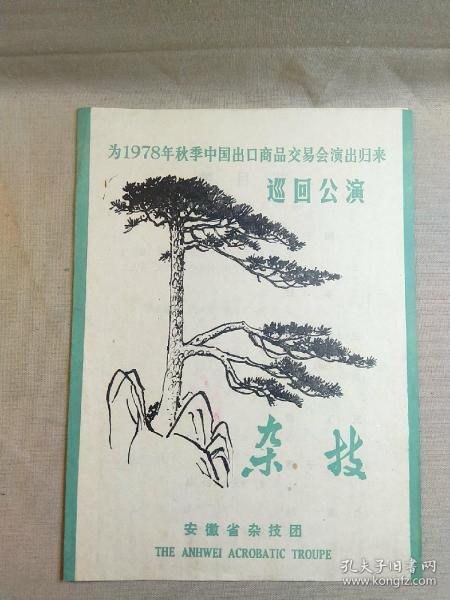 为1978年秋季中国出口商品交易会演出归来
巡回公演
杂技
安徽省杂技团
THE ANHWEI ACROBATIC TROUPE
孔夫子旧书网
www.kongfz.com